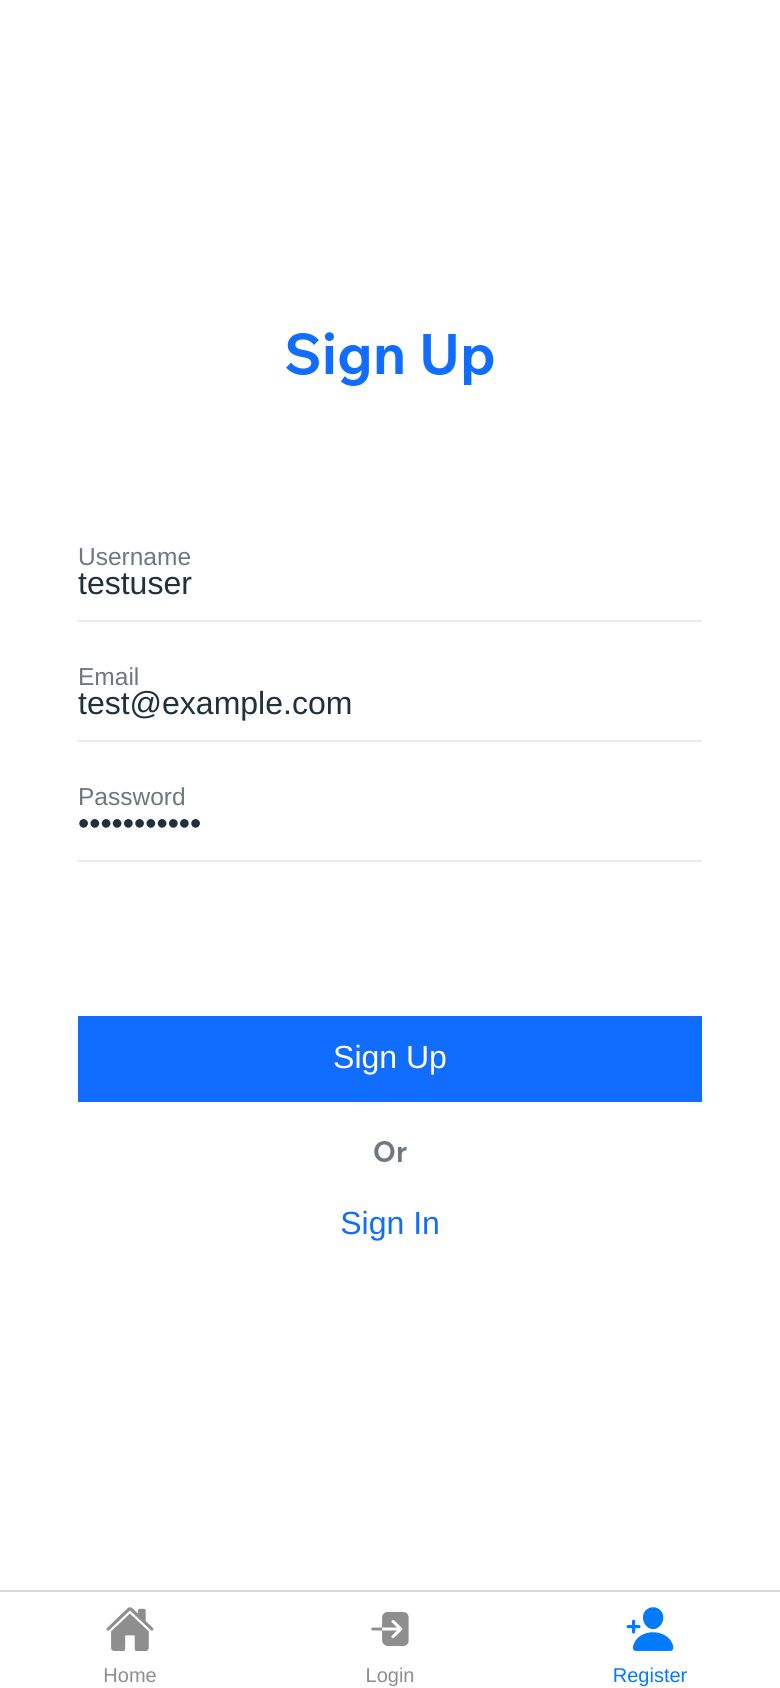 Sign Up
Username
testuser
Email
test@example.com
Password
•••••••••••
Sign Up
Or
Sign In
Home
Login
Register